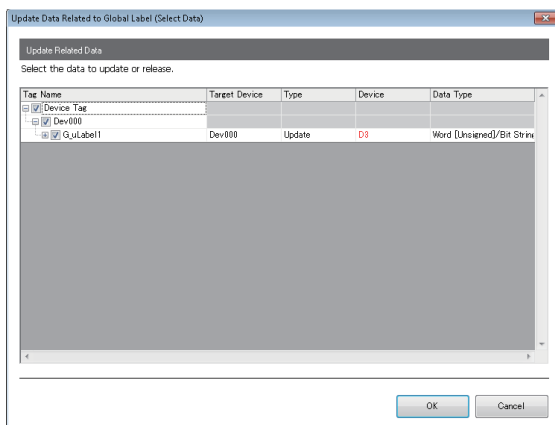 Update Data Related to Global Label (Select Data)
Update Related Data
Select the data to update or release.
Tag Name Target Device Type Device Data Type
Device Tag
Dev000
G_uLabel1 Dev000 Update D3 Word [Unsigned]/Bit String
OK Cancel